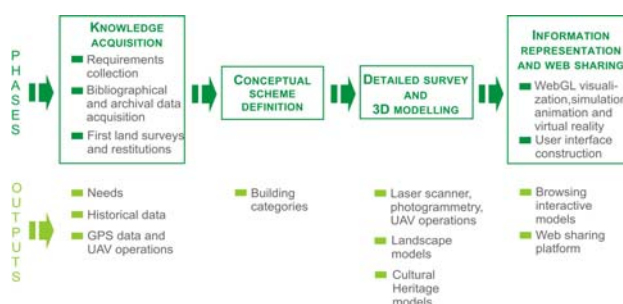 PHASES
KNOWLEDGE
ACQUISITION
Requirements
collection
Bibliographical
and archival data
acquisition
First land surveys
and restitutions
CONCEPTUAL
SCHEME
DEFINITION
DETAILED SURVEY
AND
3D MODELLING
INFORMATION
REPRESENTATION
AND WEB SHARING
WebGL visuali-
zation,simulation
animation and
virtual reality
User interface
construction
OUTPUTS
Needs
Historical data
GPS data and
UAV operations
Building
categories
Laser scanner,
photogrammetry,
UAV operations
Landscape
models
Cultural
Heritage
models
Browsing
interactive
models
Web sharing
platform